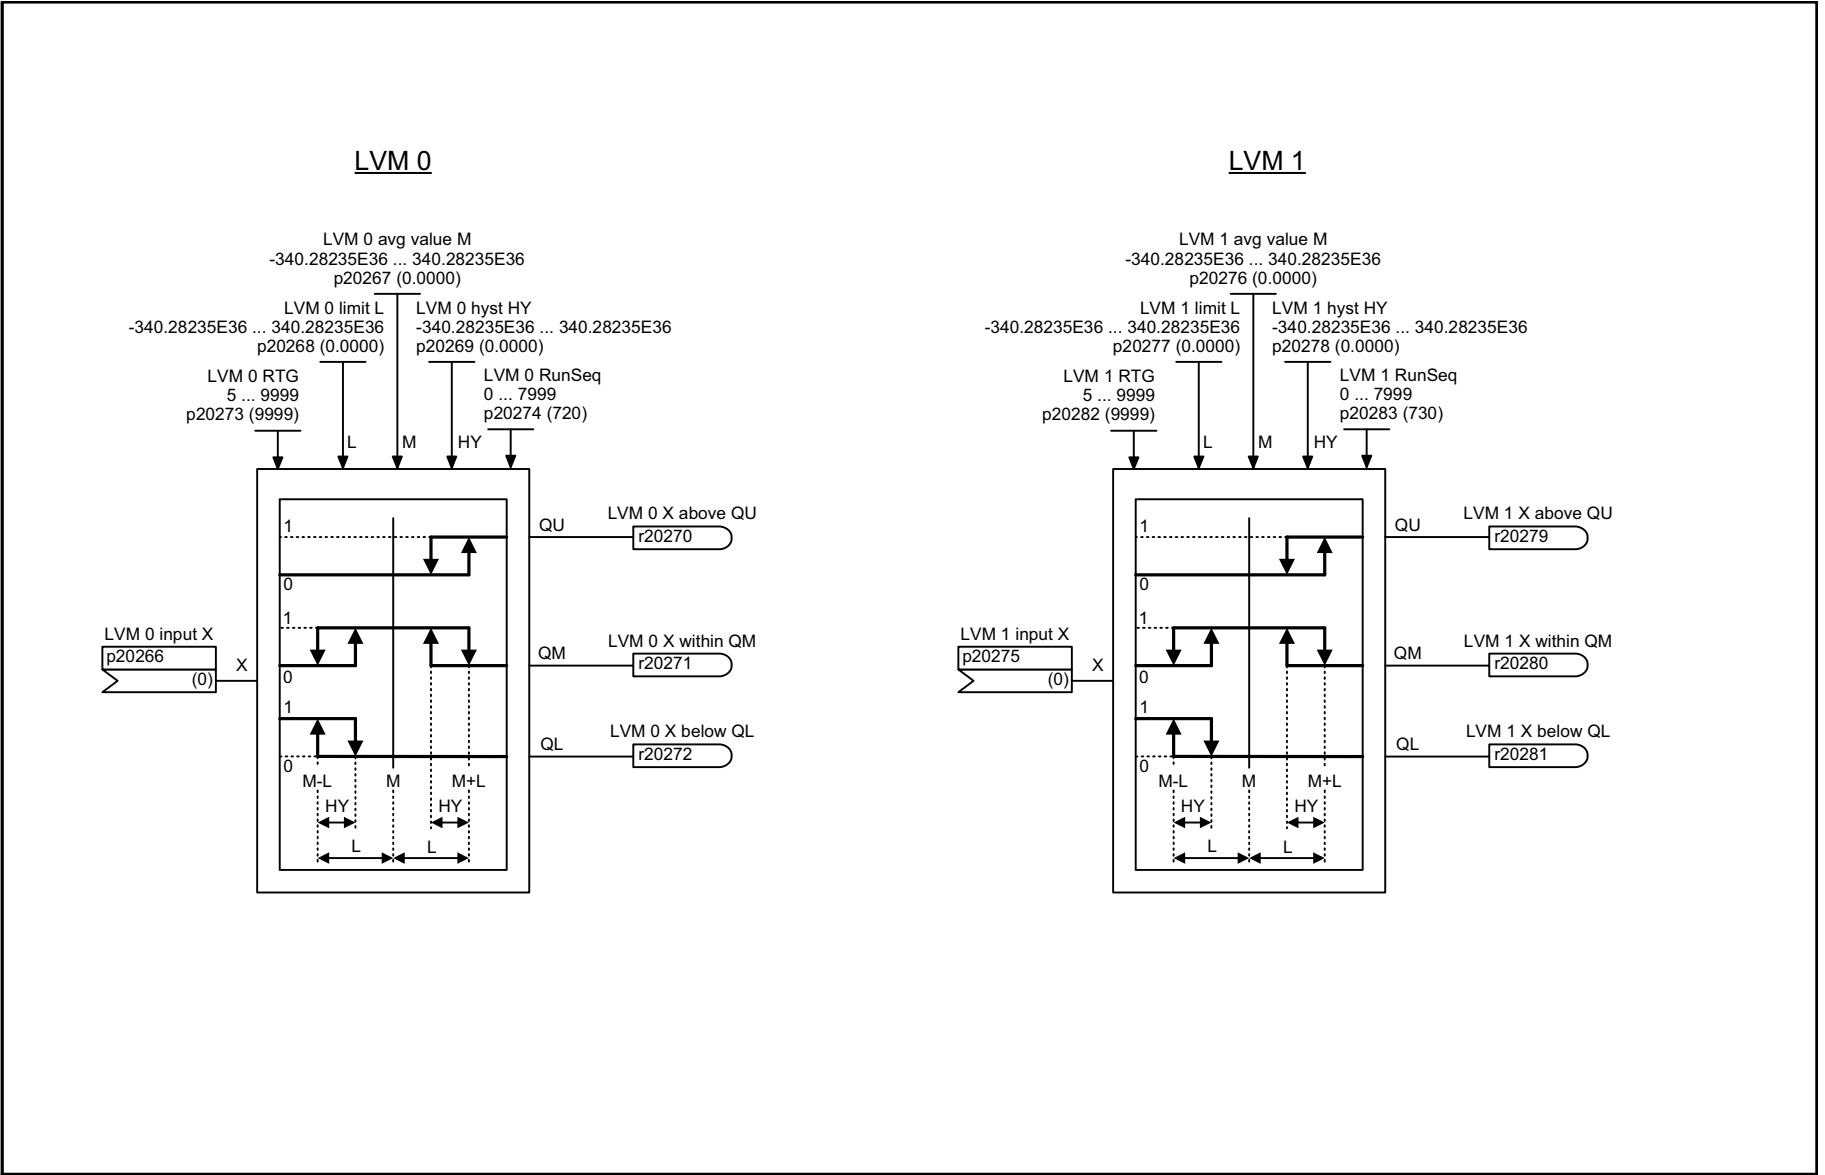 LVM 0
LVM 0 avg value M
-340.28235E36 ... 340.28235E36
p20267 (0.0000)
LVM 0 limit L
-340.28235E36 ... 340.28235E36
p20268 (0.0000)
LVM 0 hyst HY
-340.28235E36 ... 340.28235E36
p20269 (0.0000)
LVM 0 RTG
5 ... 9999
p20273 (9999)
LVM 0 RunSeq
0 ... 7999
p20274 (720)
L
M
HY
LVM 0 input X
p20266
(0)
X
1
0
1
0
1
0
M-L
M
M+L
HY
HY
L
L
QU
LVM 0 X above QU
r20270
QM
LVM 0 X within QM
r20271
QL
LVM 0 X below QL
r20272
LVM 1
LVM 1 avg value M
-340.28235E36 ... 340.28235E36
p20276 (0.0000)
LVM 1 limit L
-340.28235E36 ... 340.28235E36
p20277 (0.0000)
LVM 1 hyst HY
-340.28235E36 ... 340.28235E36
p20278 (0.0000)
LVM 1 RTG
5 ... 9999
p20282 (9999)
LVM 1 RunSeq
0 ... 7999
p20283 (730)
L
M
HY
LVM 1 input X
p20275
(0)
X
1
0
1
0
1
0
M-L
M
M+L
HY
HY
L
L
QU
LVM 1 X above QU
r20279
QM
LVM 1 X within QM
r20280
QL
LVM 1 X below QL
r20281